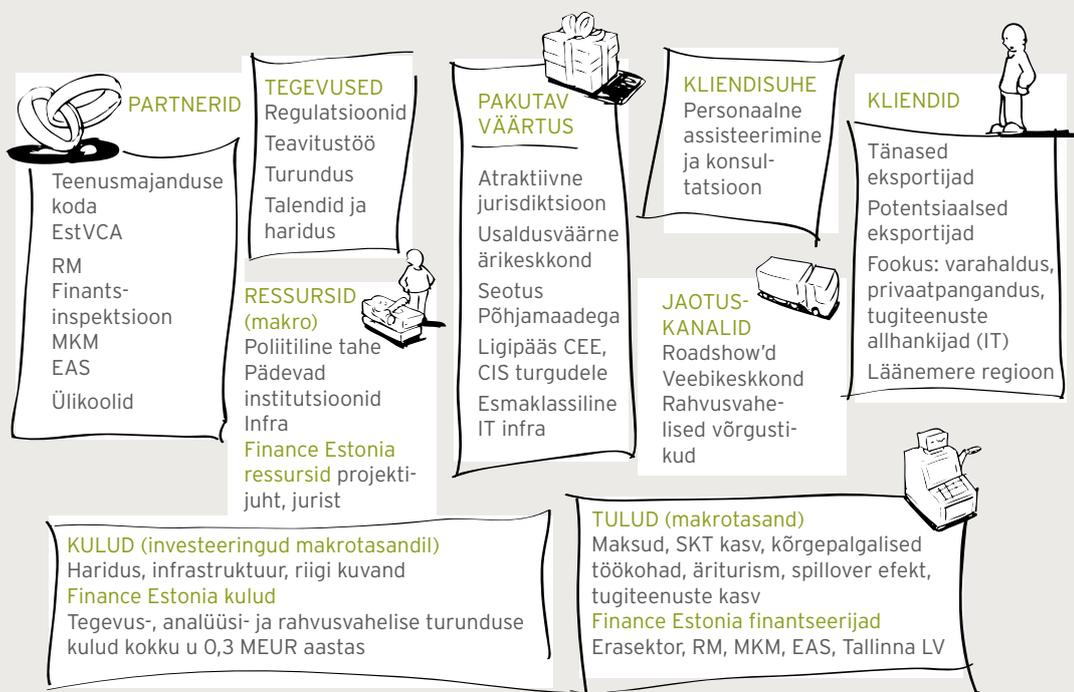 PARTNERID
Teenusmajanduse
koda
EstVCA
RM
Finants-
inspektsioon
MKM
EAS
Ülikoolid
TEGEVUSED
Regulatsioonid
Teavitustöö
Turundus
Talendid ja
haridus
RESSURSID
(makro)
Poliitiline tahe
Pädevad
institutsioonid
Infra
Finance Estonia
ressursid projekti-
juht, jurist
PAKUTAV
VÄÄRTUS
Atraktiivne
jurisdiktsioon
Usaldusväärne
ärikeskkond
Seotus
Põhjamaadega
Ligipääs CEE,
CIS turgudele
Esmaklassiline
IT infra
KLIENDISUHE
Personaalne
assisteerimine
ja konsul-
tatsioon
JAOTUS-
KANALID
Roadshow'd
Veebikeskkond
Rahvusvahe-
lised võrgusti-
kud
KLIENDID
Tänased
eksportijad
Potentsiaalsed
eksportijad
Fookus: varahaldus,
privaatpangandus,
tugiteenuste
allhankijad (IT)
Läänemere regioon
KULUD (investeeringud makrotasandil)
Haridus, infrastruktuur, riigi kuvand
Finance Estonia kulud
Tegevus-, analüüsi- ja rahvusvahelise turunduse
kulud kokku u 0,3 MEUR aastas
TULUD (makrotasand)
Maksud, SKT kasv, kõrgepalgalised
töökohad, äriturism, spillover efekt,
tugiteenuste kasv
Finance Estonia finantseerijad
Erasektor, RM, MKM, EAS, Tallinna LV